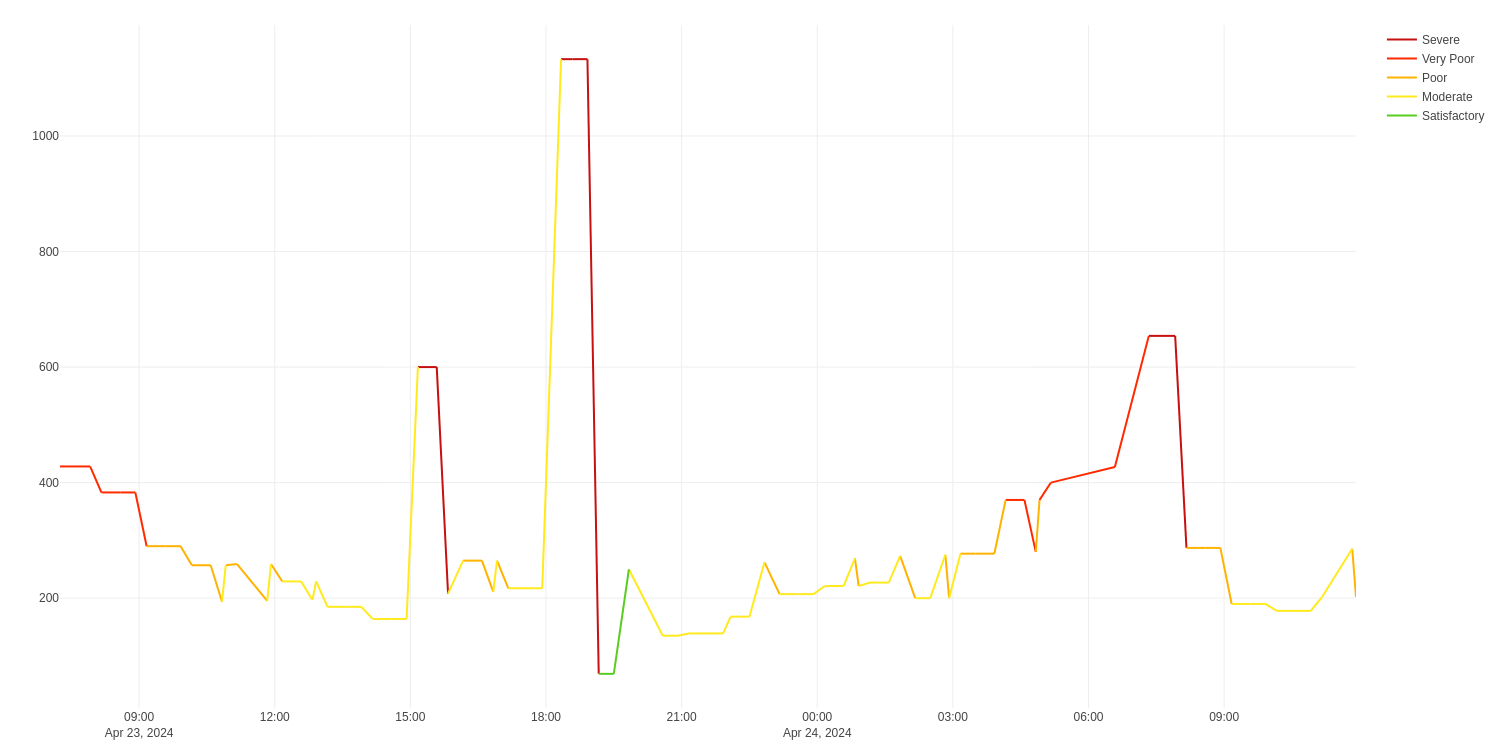 Severe
Very Poor
Poor
Moderate
Satisfactory
1000
800
600
400
200
09:00
12:00
15:00
18:00
21:00
00:00
03:00
06:00
09:00
Apr 23, 2024
Apr 24, 2024